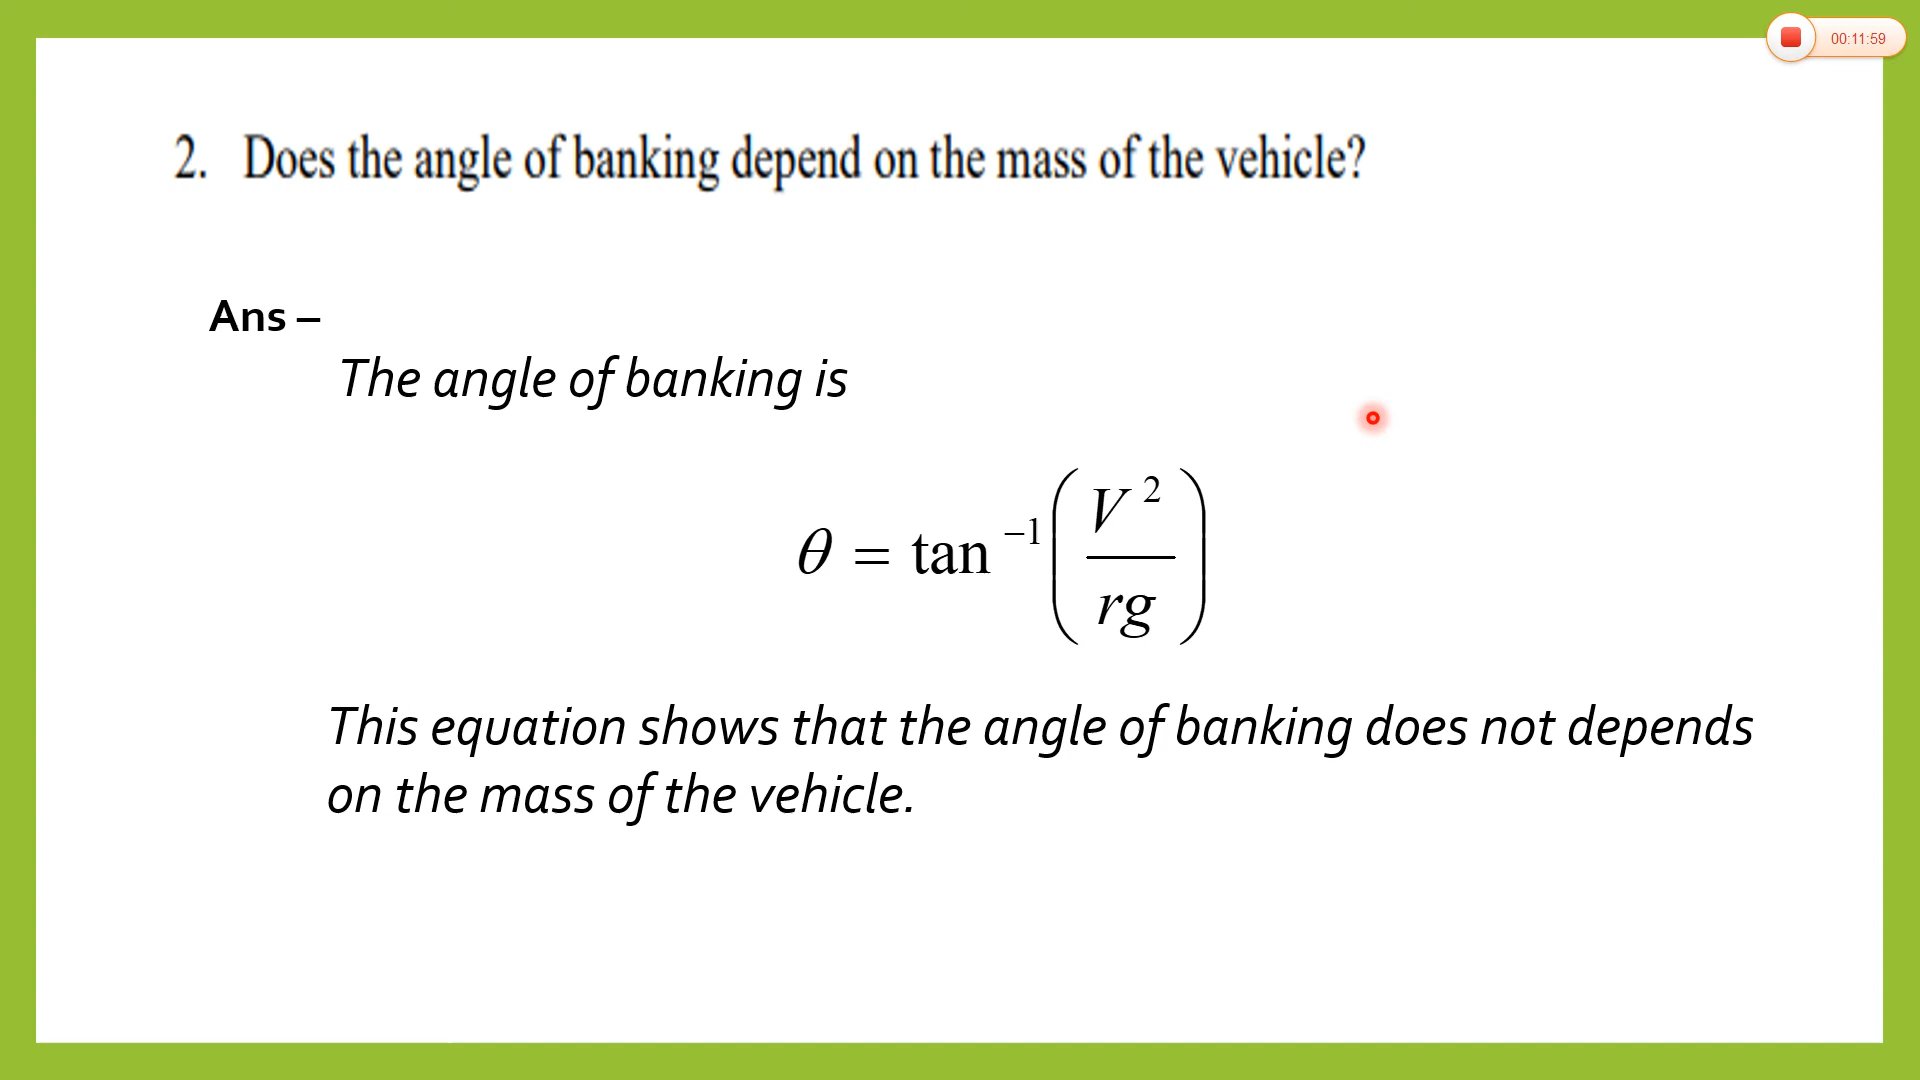 00:11:59
2. Does the angle of banking depend on the mass of the vehicle?
Ans –
The angle of banking is
θ = tan⁻¹(V²/rg)
This equation shows that the angle of banking does not depends
on the mass of the vehicle.